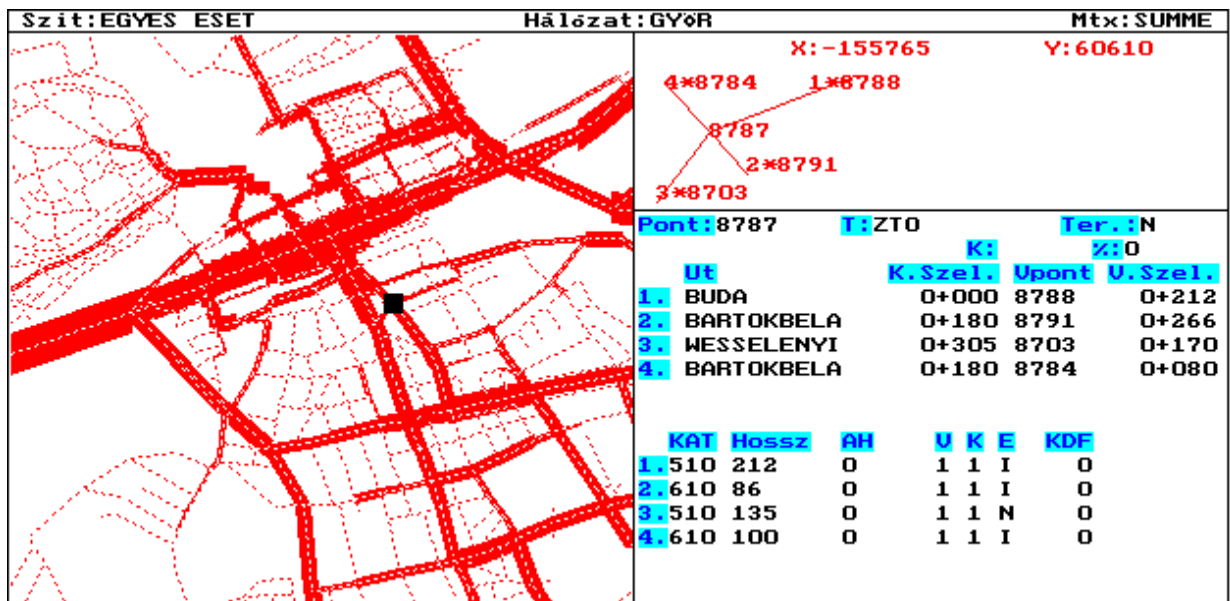 Szit:EGYES ESET Hálózat:GYöR Mtx:SUMME
X:-155765 Y:60610
4*8784 1*8788
8787
2*8791
3*8703
Pont:8787 T:ZTO Ter.:N
K: %:0
Ut K.Szel. Vpont V.Szel.
1. BUDA 0+000 8788 0+212
2. BARTOKBELA 0+180 8791 0+266
3. WESSELENYI 0+305 8703 0+170
4. BARTOKBELA 0+180 8784 0+080
KAT Hossz AH V K E KDF
1.510 212 0 1 1 I 0
2.610 86 0 1 1 I 0
3.510 135 0 1 1 N 0
4.610 100 0 1 1 I 0